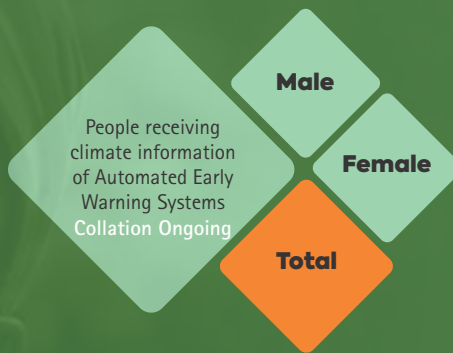 People receiving
climate information
of Automated Early
Warning Systems
Collation Ongoing
Male
Female
Total